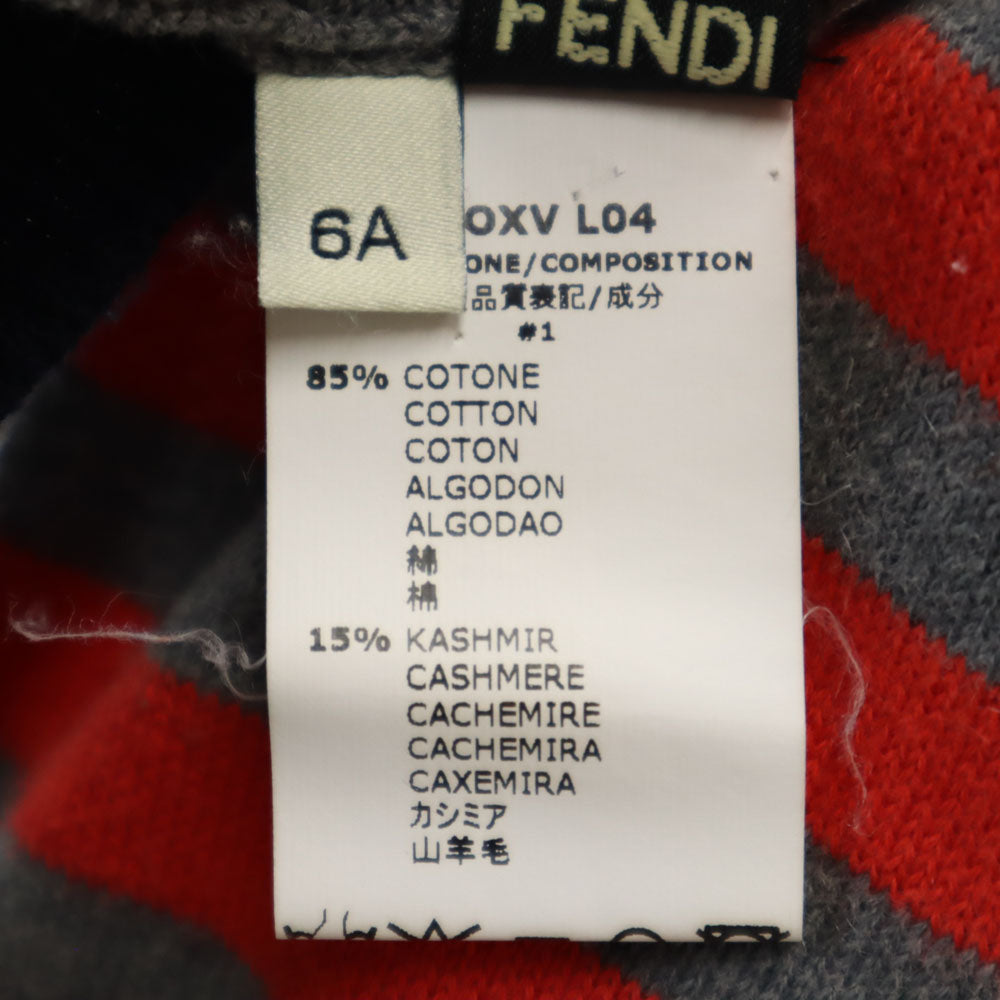 FENDI
6A
OXV L04
ONE/COMPOSITION
品質表記/成分
#1
85% COTONE
COTTON
COTON
ALGODON
ALGODAO
綿
棉
15% KASHMIR
CASHMERE
CACHEMIRE
CACHEMIRA
CAXEMIRA
カシミア
山羊毛